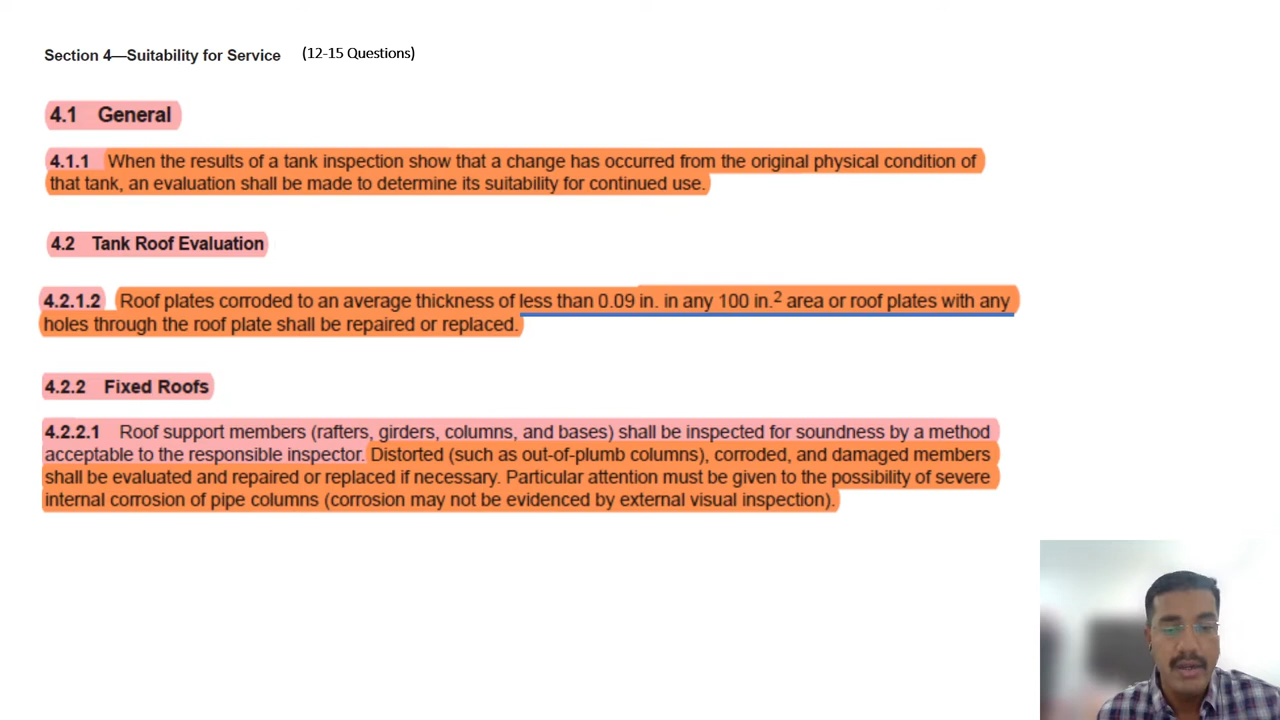 Section 4—Suitability for Service (12-15 Questions)
4.1 General
4.1.1 When the results of a tank inspection show that a change has occurred from the original physical condition of
that tank, an evaluation shall be made to determine its suitability for continued use.
4.2 Tank Roof Evaluation
4.2.1.2 Roof plates corroded to an average thickness of less than 0.09 in. in any 100 in.2 area or roof plates with any
holes through the roof plate shall be repaired or replaced.
4.2.2 Fixed Roofs
4.2.2.1 Roof support members (rafters, girders, columns, and bases) shall be inspected for soundness by a method
acceptable to the responsible inspector. Distorted (such as out-of-plumb columns), corroded, and damaged members
shall be evaluated and repaired or replaced if necessary. Particular attention must be given to the possibility of severe
internal corrosion of pipe columns (corrosion may not be evidenced by external visual inspection).